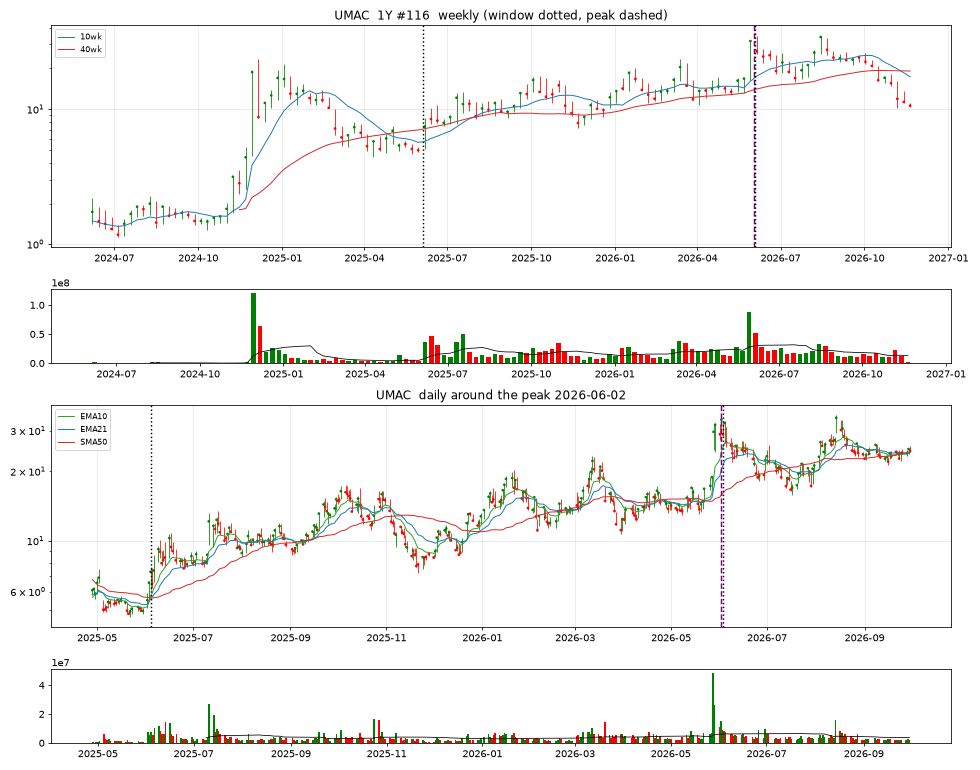 UMAC  1Y #116  weekly (window dotted, peak dashed)
10wk
40wk
10¹
10⁰
2024-07 2024-10 2025-01 2025-04 2025-07 2025-10 2026-01 2026-04 2026-07 2026-10 2027-01
1e8
1.0
0.5
0.0
2024-07 2024-10 2025-01 2025-04 2025-07 2025-10 2026-01 2026-04 2026-07 2026-10 2027-01
UMAC  daily around the peak 2026-06-02
EMA10
EMA21
SMA50
3 × 10¹
2 × 10¹
10¹
6 × 10⁰
2025-05 2025-07 2025-09 2025-11 2026-01 2026-03 2026-05 2026-07 2026-09
1e7
4
2
0
2025-05 2025-07 2025-09 2025-11 2026-01 2026-03 2026-05 2026-07 2026-09